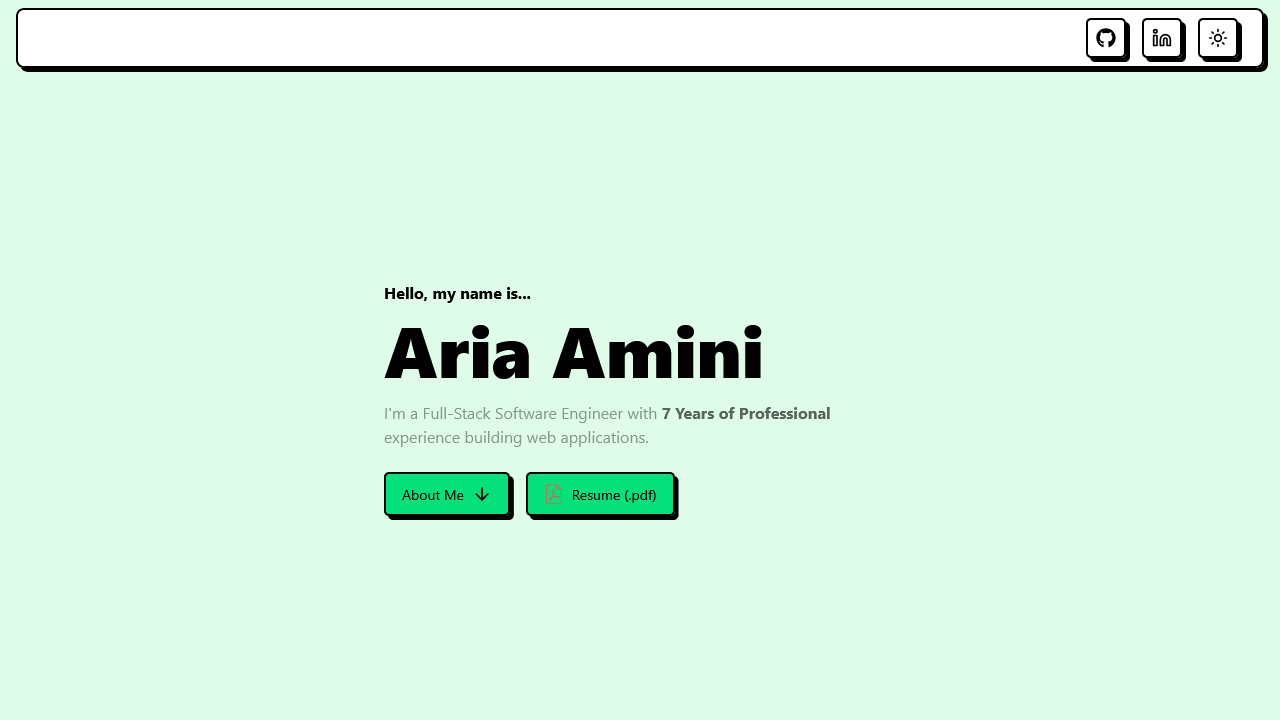 Hello, my name is...
Aria Amini
I'm a Full-Stack Software Engineer with 7 Years of Professional
experience building web applications.
About Me
Resume (.pdf)